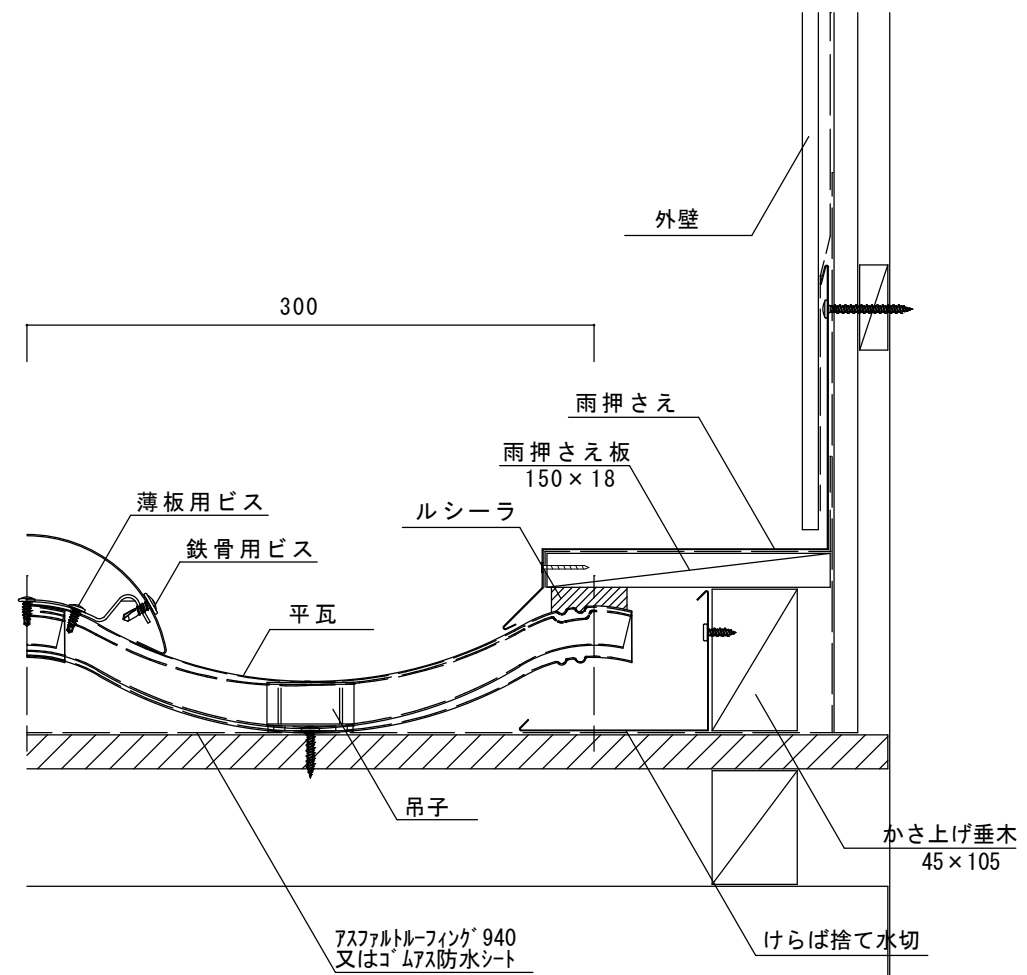 外壁
300
雨押さえ
雨押さえ板
150×18
薄板用ビス
ルシーラ
鉄骨用ビス
平瓦
吊子
かさ上げ垂木
45×105
ｱｽﾌｧﾙﾄﾙｰﾌｨﾝｸﾞ940
又はｺﾞﾑｱｽ防水ｼｰﾄ
けらば捨て水切